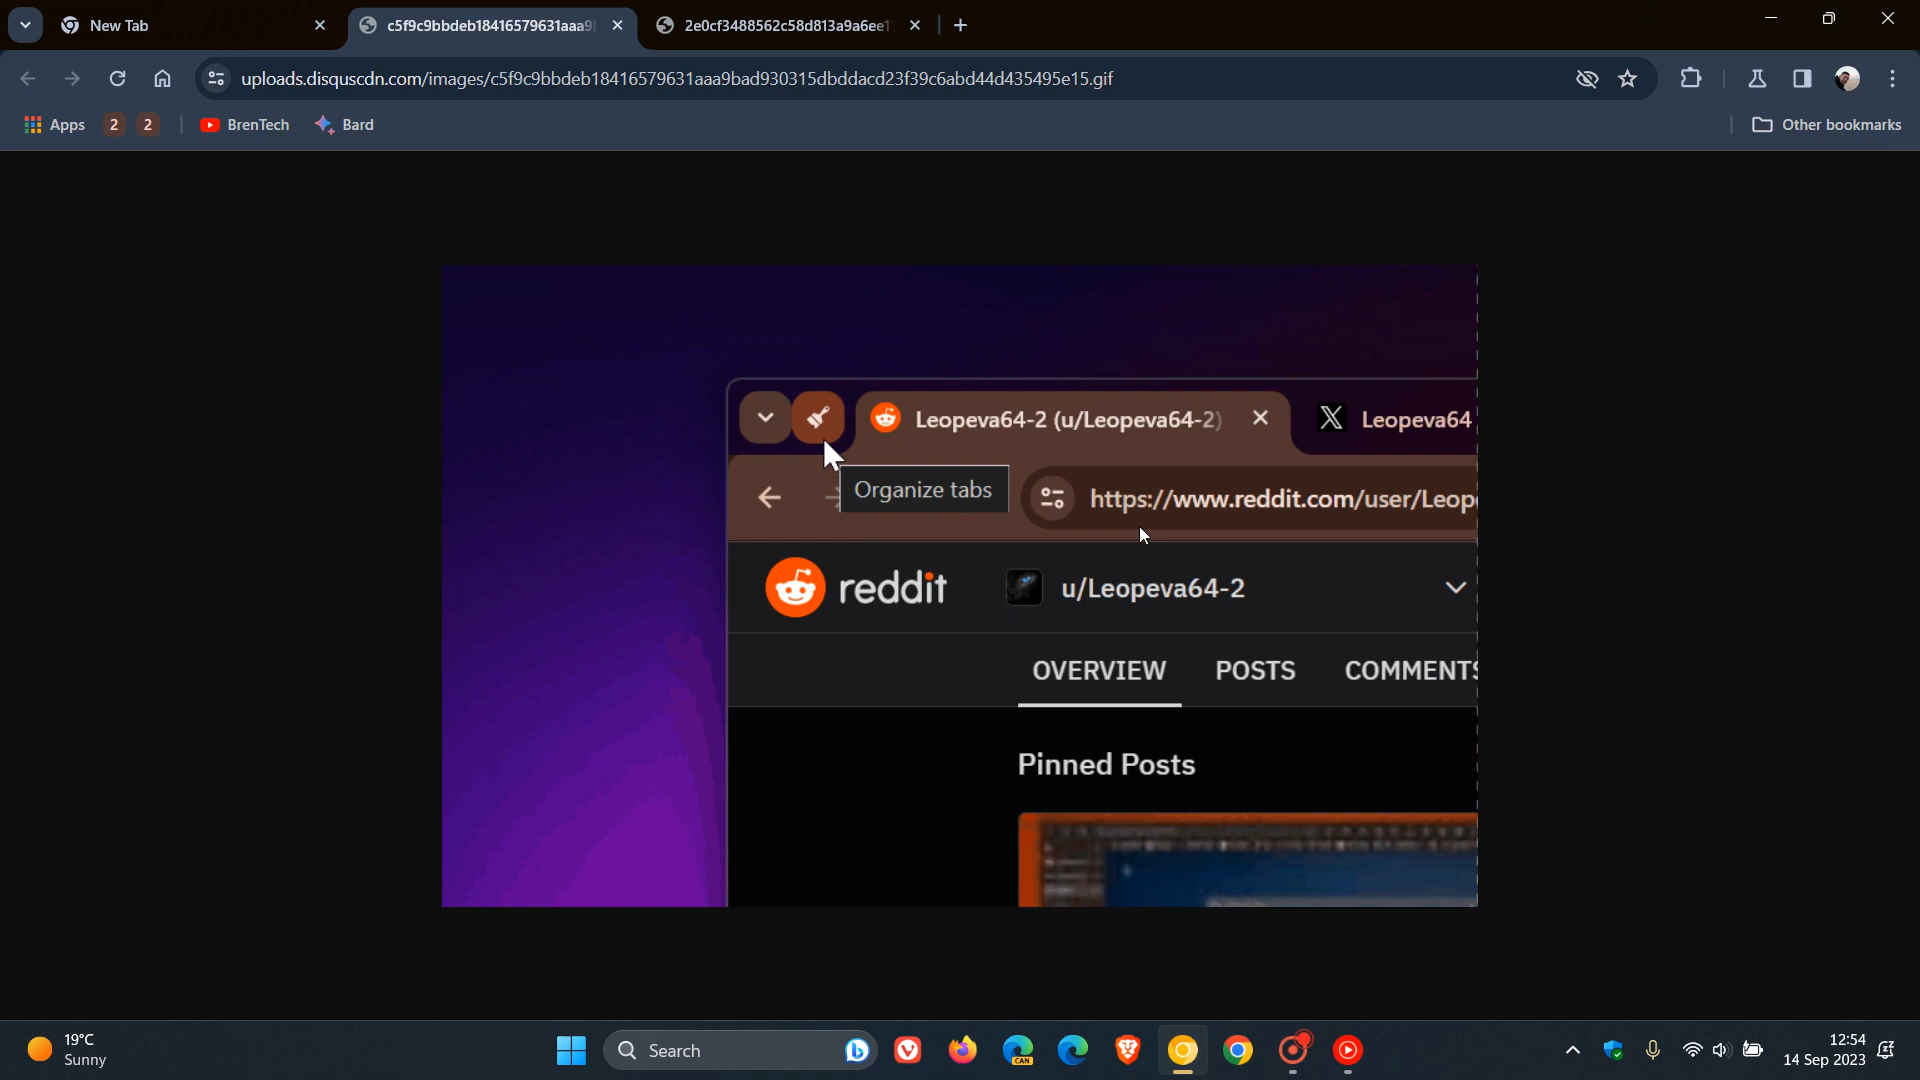 New Tab
c5f9c9bbdeb18416579631aaa9
2e0cf3488562c58d813a9a6ee1
uploads.disquscdn.com/images/c5f9c9bbdeb18416579631aaa9bad930315dbddacd23f39c6abd44d435495e15.gif
Apps
2
2
BrenTech
Bard
Other bookmarks
Leopeva64-2 (u/Leopeva64-2)
Leopeva64
Organize tabs
https://www.reddit.com/user/Leop
reddit
u/Leopeva64-2
OVERVIEW
POSTS
COMMENTS
Pinned Posts
19°C
Sunny
Search
CAN
12:54
14 Sep 2023